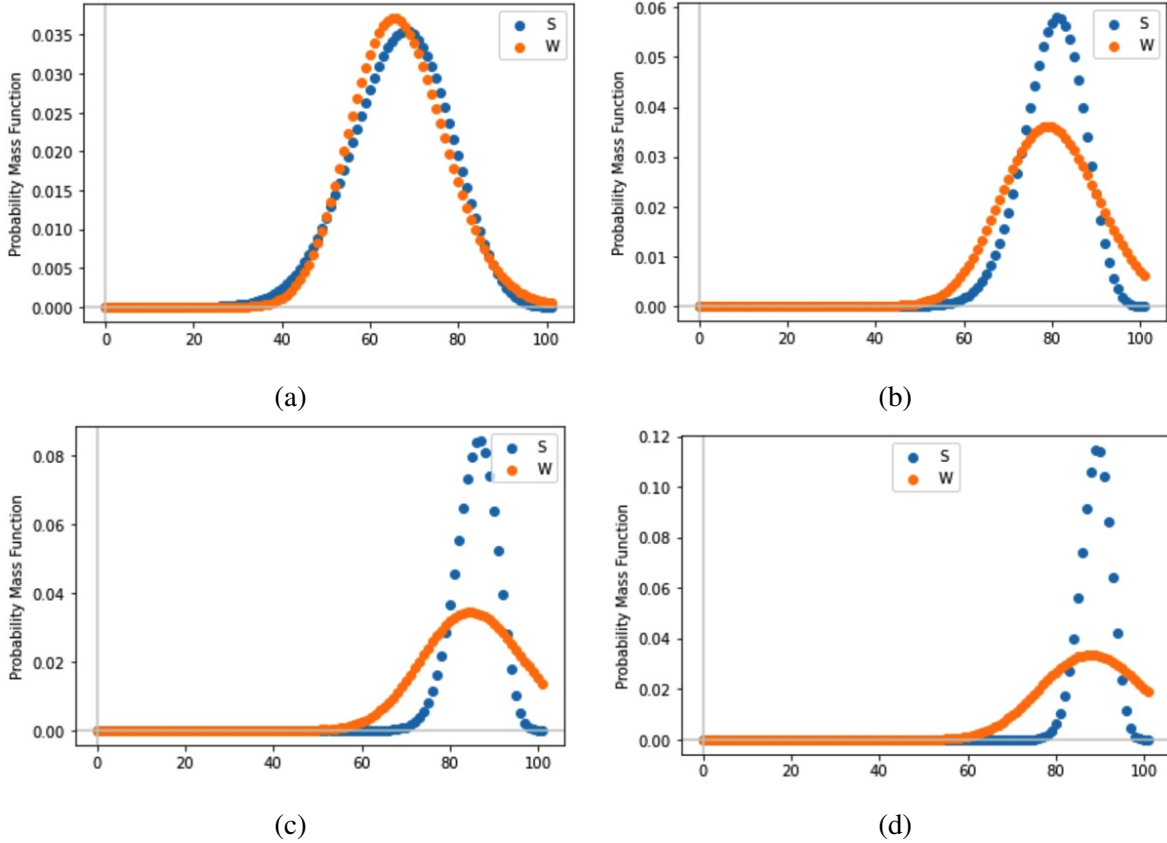 S
W
Probability Mass Function
0.035
0.030
0.025
0.020
0.015
0.010
0.005
0.000
0 20 40 60 80 100
(a)
S
W
Probability Mass Function
0.06
0.05
0.04
0.03
0.02
0.01
0.00
0 20 40 60 80 100
(b)
S
W
Probability Mass Function
0.08
0.06
0.04
0.02
0.00
0 20 40 60 80 100
(c)
S
W
Probability Mass Function
0.12
0.10
0.08
0.06
0.04
0.02
0.00
0 20 40 60 80 100
(d)